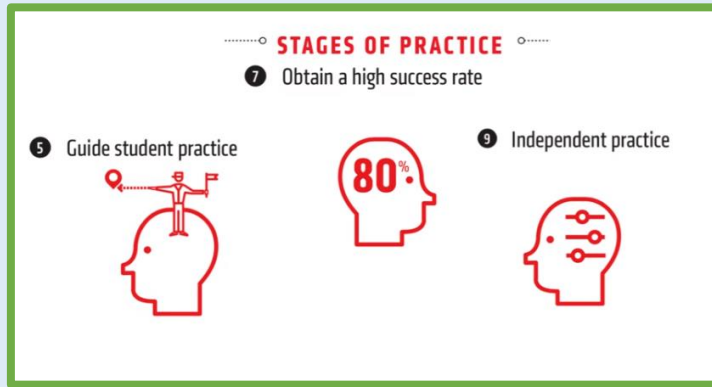 STAGES OF PRACTICE
7 Obtain a high success rate
5 Guide student practice
80%
9 Independent practice